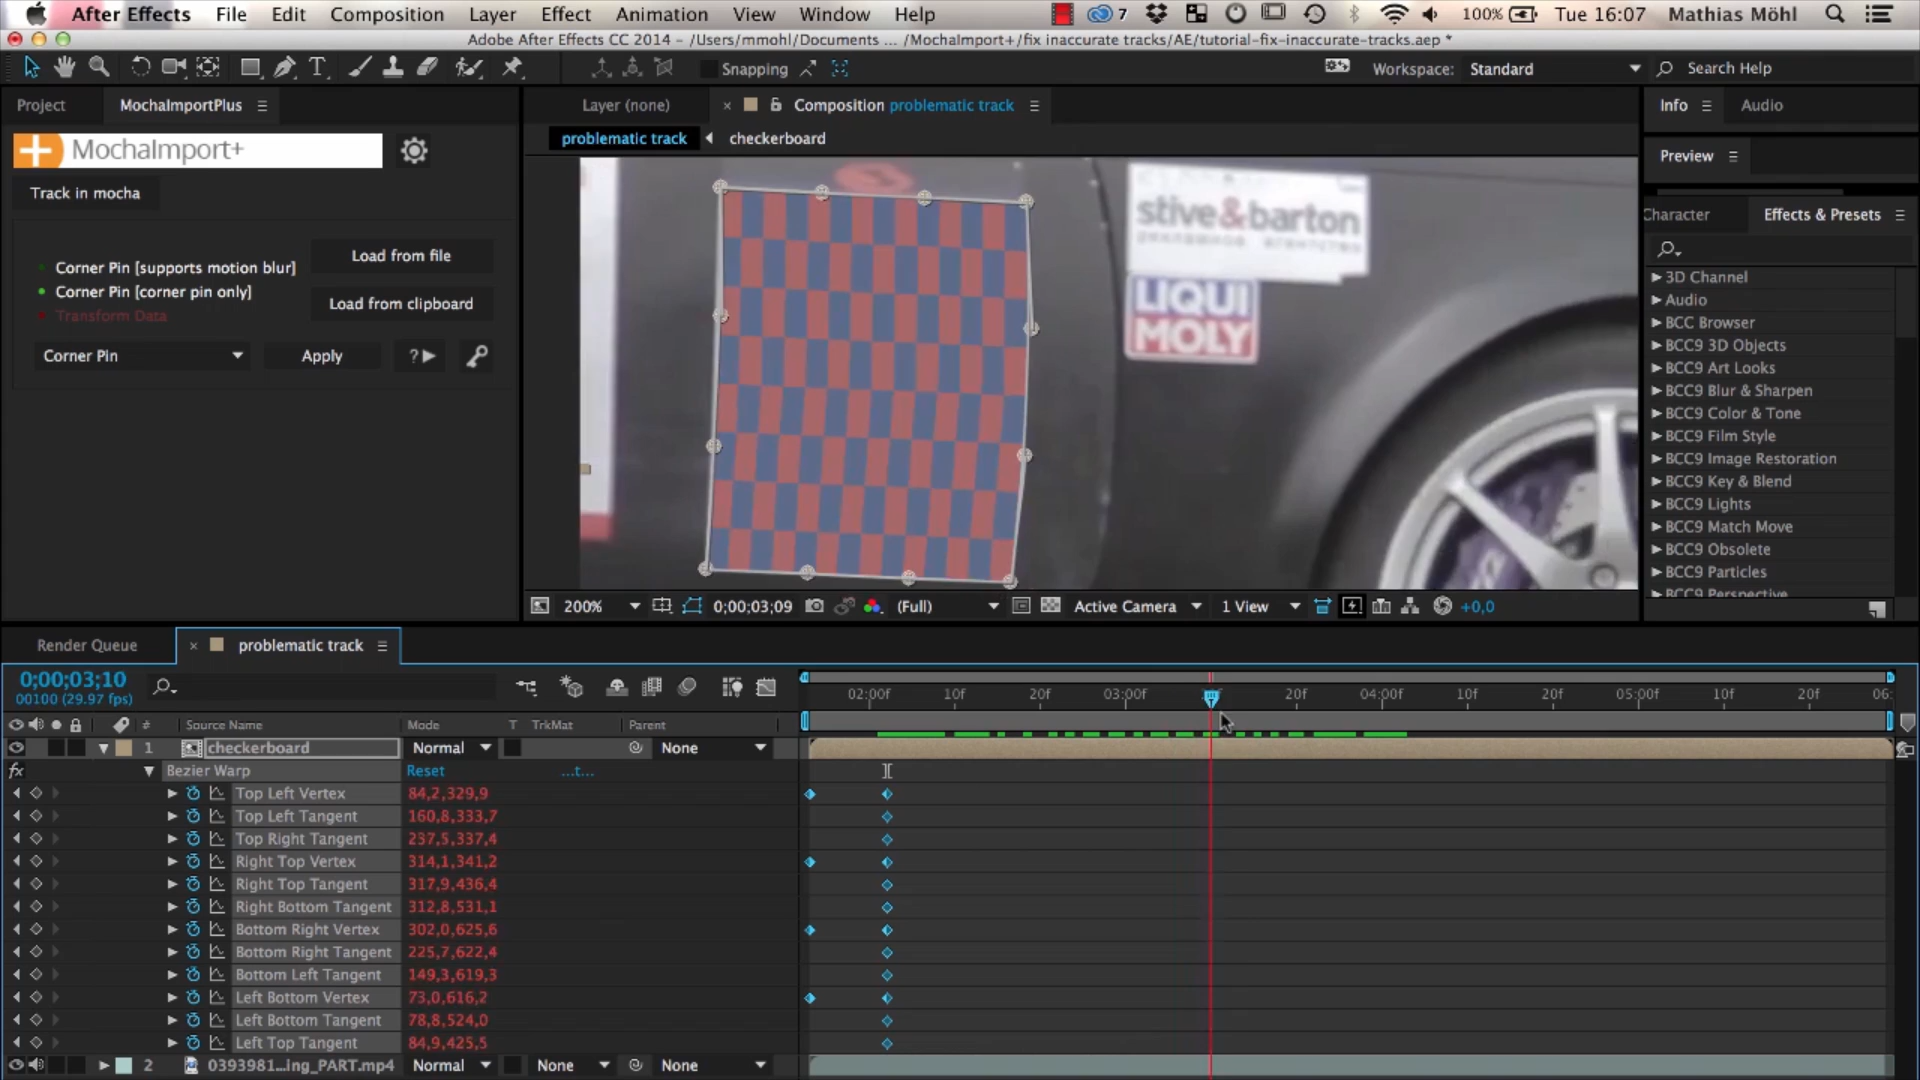 After Effects File Edit Composition Layer Effect Animation View Window Help 7 100% Tue 16:07 Mathias Möhl
Adobe After Effects CC 2014 - /Users/mmohl/Documents ... /MochaImport+/fix inaccurate tracks/AE/tutorial-fix-inaccurate-tracks.aep *
Snapping Workspace: Standard Search Help
Project MochaImportPlus Layer (none) × Composition problematic track Info Audio
MochaImport+ problematic track checkerboard Preview
Track in mocha
Character Effects & Presets
Corner Pin [supports motion blur] Load from file
Corner Pin [corner pin only] Load from clipboard
Transform Data
Corner Pin Apply ?
stive&barton
LIQUI
MOLY
3D Channel
Audio
BCC Browser
BCC9 3D Objects
BCC9 Art Looks
BCC9 Blur & Sharpen
BCC9 Color & Tone
BCC9 Film Style
BCC9 Image Restoration
BCC9 Key & Blend
BCC9 Lights
BCC9 Match Move
BCC9 Obsolete
BCC9 Particles
BCC9 Perspective
200% 0;00;03;09 (Full) Active Camera 1 View +0,0
Render Queue × problematic track
0;00;03;10
00100 (29.97 fps)
02:00f 10f 20f 03:00f 20f 04:00f 10f 20f 05:00f 10f 20f 06:
# Source Name Mode T TrkMat Parent
1 checkerboard Normal None
fx Bezier Warp Reset ...t...
Top Left Vertex 84,2,329,9
Top Left Tangent 160,8,333,7
Top Right Tangent 237,5,337,4
Right Top Vertex 314,1,341,2
Right Top Tangent 317,9,436,4
Right Bottom Tangent 312,8,531,1
Bottom Right Vertex 302,0,625,6
Bottom Right Tangent 225,7,622,4
Bottom Left Tangent 149,3,619,3
Left Bottom Vertex 73,0,616,2
Left Bottom Tangent 78,8,524,0
Left Top Tangent 84,9,425,5
2 0393981...ing_PART.mp4 Normal None None